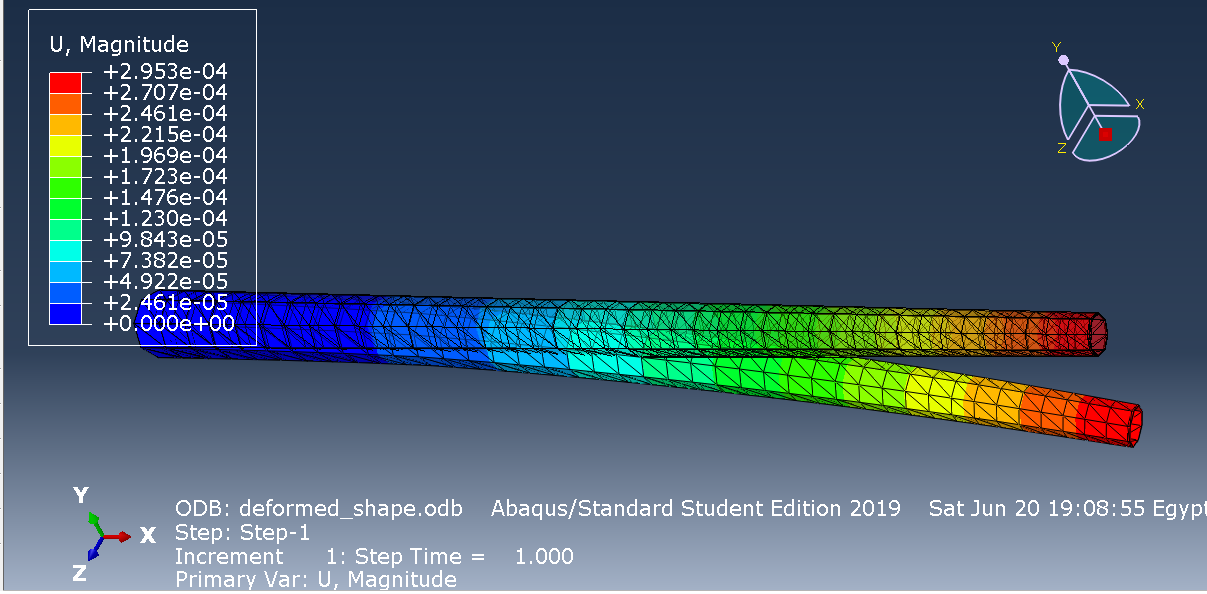 U, Magnitude
+2.953e-04
+2.707e-04
+2.461e-04
+2.215e-04
+1.969e-04
+1.723e-04
+1.476e-04
+1.230e-04
+9.843e-05
+7.382e-05
+4.922e-05
+2.461e-05
+0.000e+00
Y
X
Z
Y
X
Z
ODB: deformed_shape.odb Abaqus/Standard Student Edition 2019 Sat Jun 20 19:08:55 Egypt
Step: Step-1
Increment 1: Step Time = 1.000
Primary Var: U, Magnitude